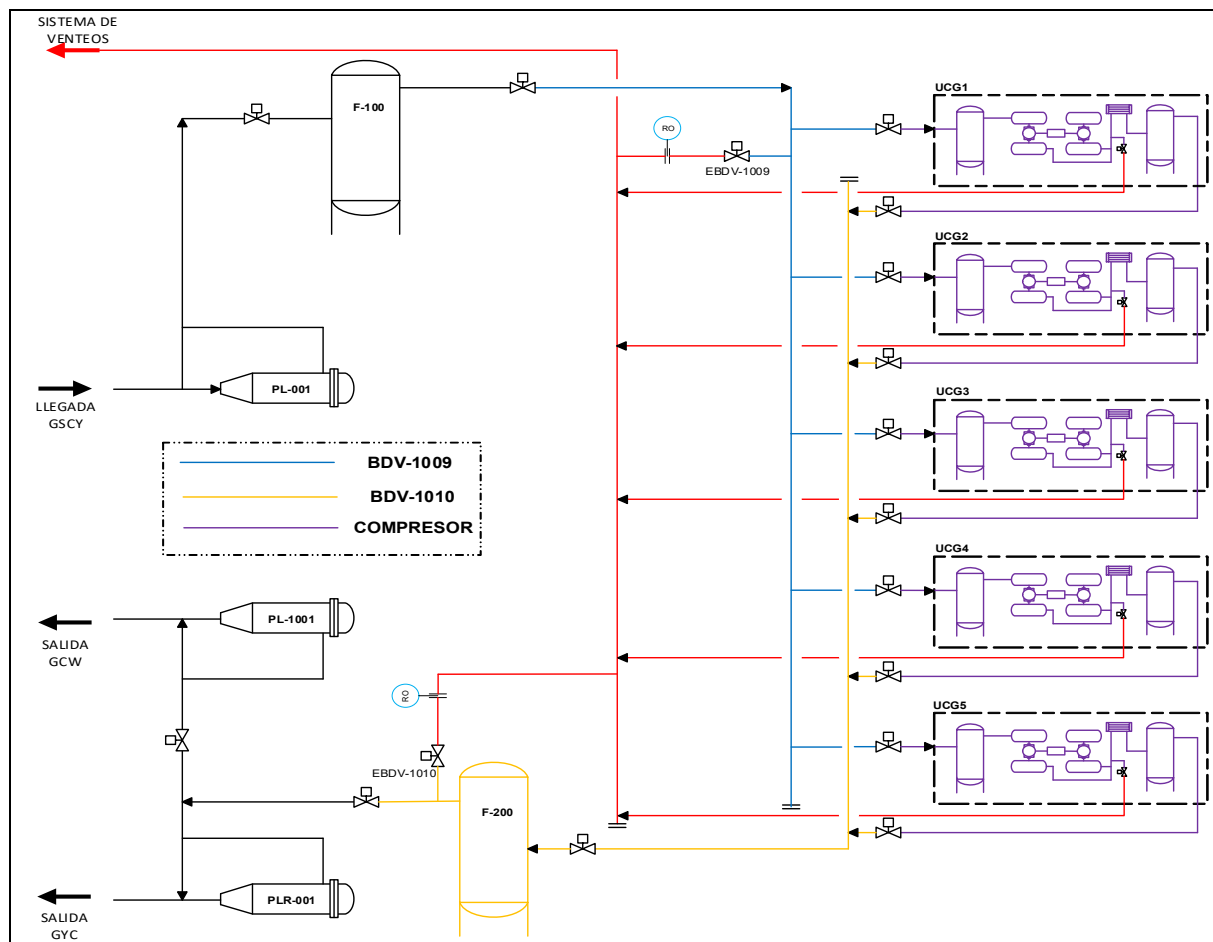 SISTEMA DE
VENTEOS
F-100
RO
EBDV-1009
UCG1
UCG2
PL-001
LLEGADA
GSCY
UCG3
BDV-1009
BDV-1010
COMPRESOR
UCG4
PL-1001
SALIDA
GCW
RO
UCG5
EBDV-1010
F-200
PLR-001
SALIDA
GYC